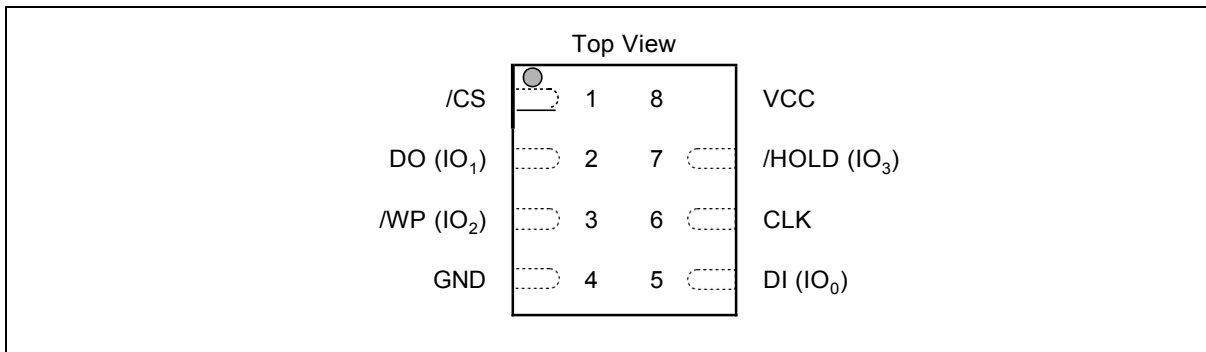 Top View
/CS 1 8 VCC
DO (IO₁) 2 7 /HOLD (IO₃)
/WP (IO₂) 3 6 CLK
GND 4 5 DI (IO₀)